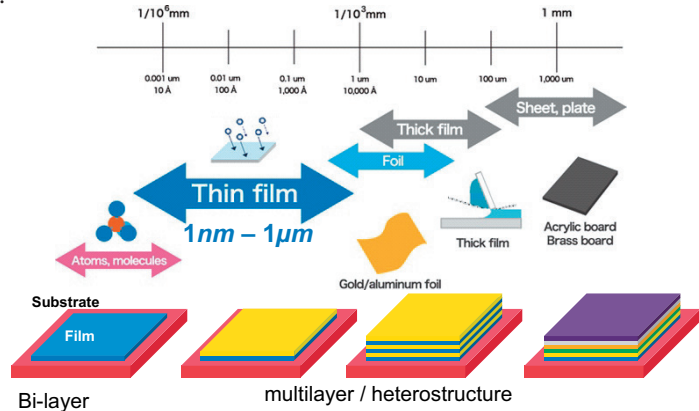 1/10⁶mm
1/10³mm
1 mm
0.001 um
10 Å
0.01 um
100 Å
0.1 um
1,000 Å
1 um
10,000 Å
10 um
100 um
1,000 um
Sheet, plate
Thick film
Foil
Thin film
1nm – 1μm
Atoms, molecules
Gold/aluminum foil
Thick film
Acrylic board
Brass board
Substrate
Film
Bi-layer
multilayer / heterostructure